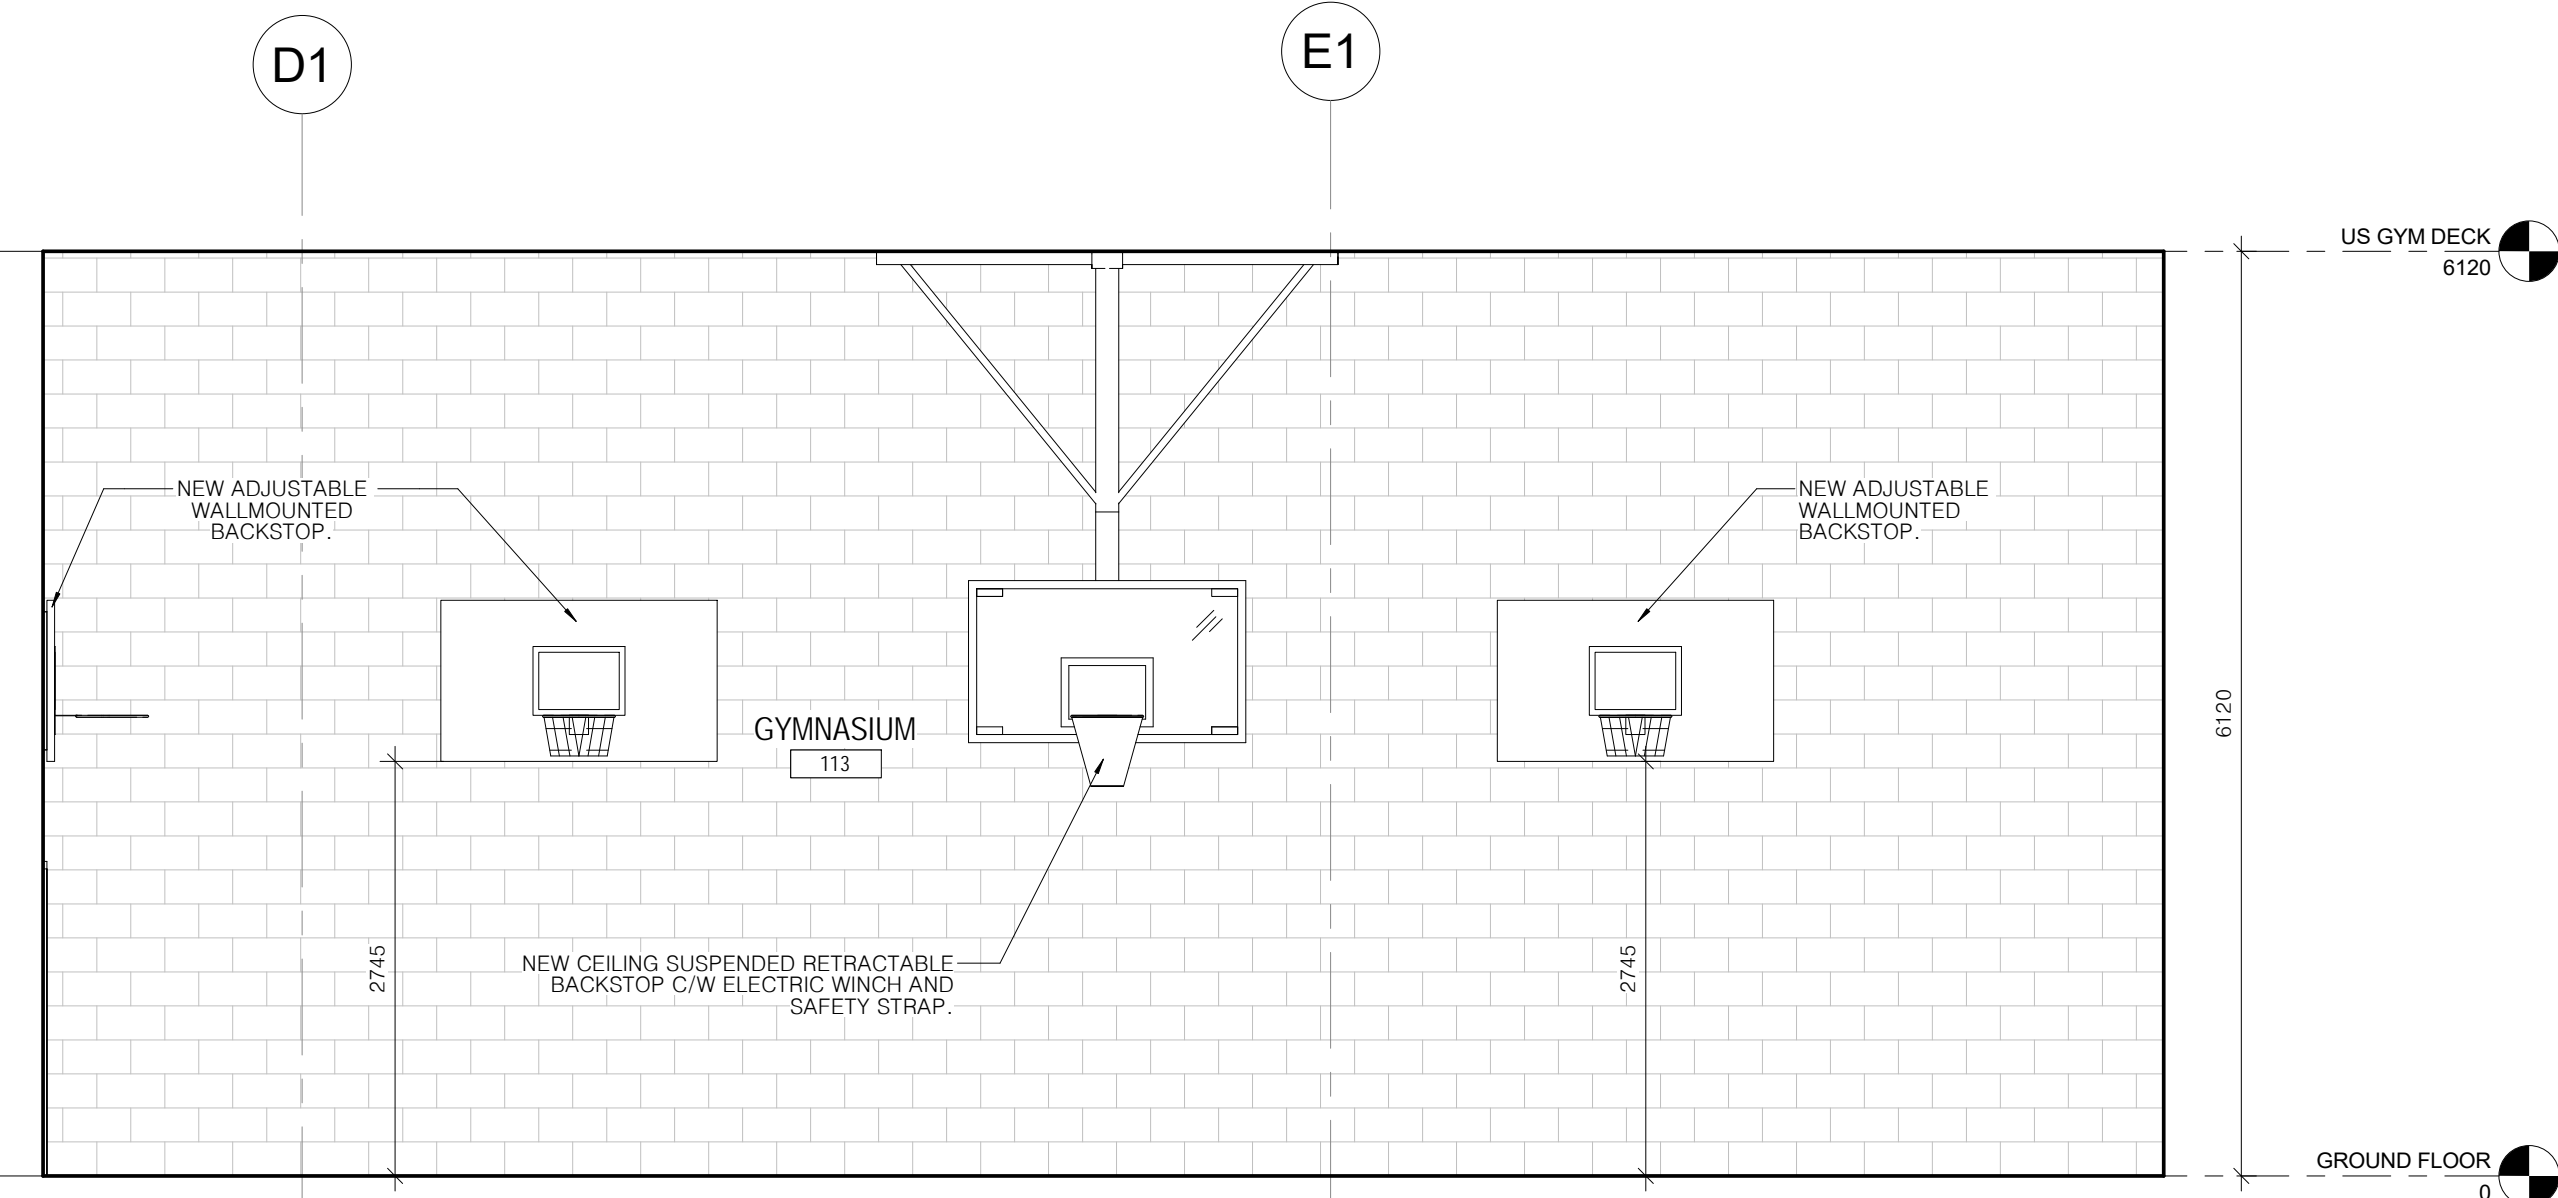 D1
E1
US GYM DECK
6120
NEW ADJUSTABLE
WALLMOUNTED
BACKSTOP.
NEW ADJUSTABLE
WALLMOUNTED
BACKSTOP.
GYMNASIUM
113
6120
2745
2745
NEW CEILING SUSPENDED RETRACTABLE
BACKSTOP C/W ELECTRIC WINCH AND
SAFETY STRAP.
GROUND FLOOR
0